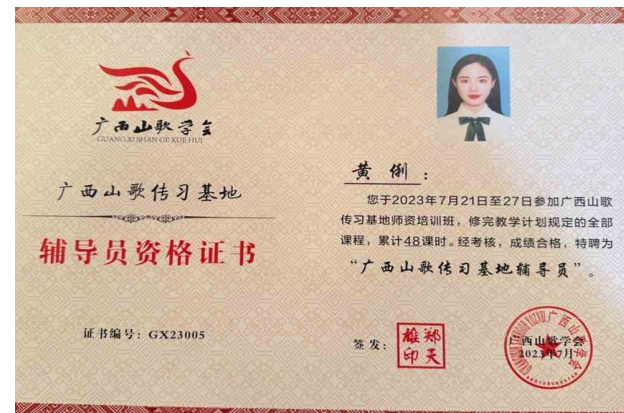 广西山歌学会
GUANG XI SHAN GE XUE HUI
广西山歌传习基地
辅导员资格证书
证书编号：GX23005
黄俐：
您于2023年7月21日至27日参加广西山歌
传习基地师资培训班，修完教学计划规定的全部
课程，累计48课时。经考核，成绩合格，特聘为
“广西山歌传习基地辅导员”。
签发：
郑天雄印
广西山歌学会
2023年7月